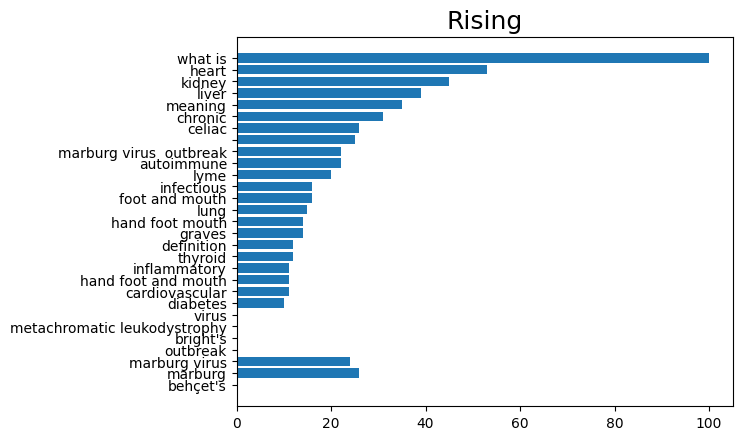 Rising
what is
heart
kidney
liver
meaning
chronic
celiac
marburg virus  outbreak
autoimmune
lyme
infectious
foot and mouth
lung
hand foot mouth
graves
definition
thyroid
inflammatory
hand foot and mouth
cardiovascular
diabetes
virus
metachromatic leukodystrophy
bright's
outbreak
marburg virus
marburg
behçet's
0 20 40 60 80 100